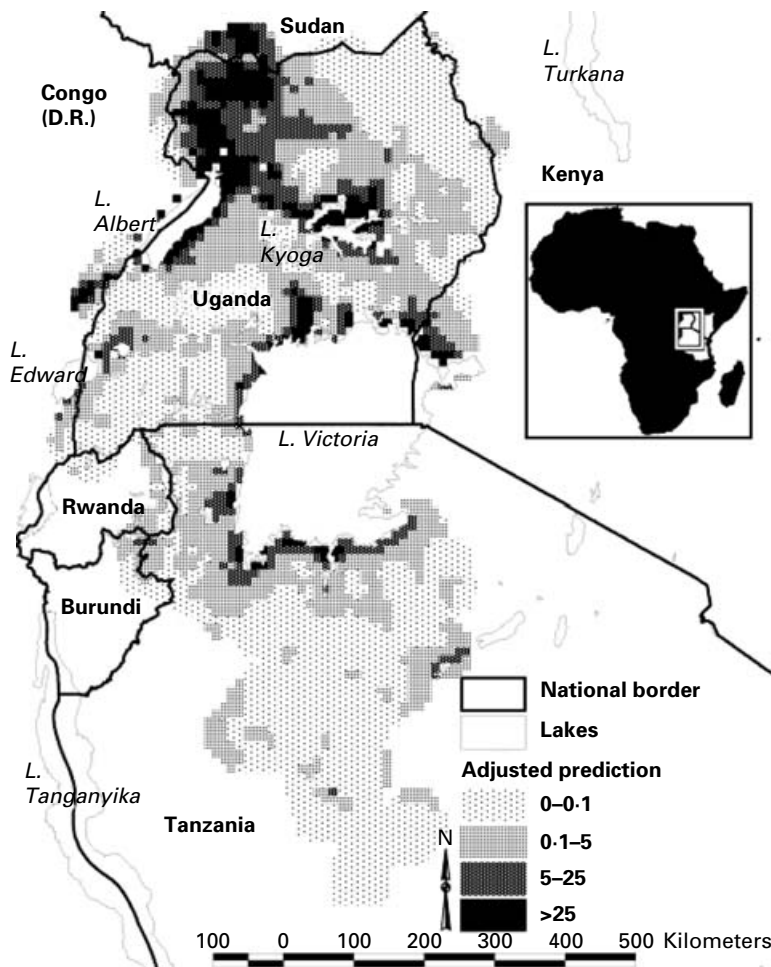 Sudan
L.
Turkana
Congo
(D.R.)
Kenya
L.
Albert
L.
Kyoga
Uganda
L.
Edward
L. Victoria
Rwanda
Burundi
National border
Lakes
L.
Tanganyika
Adjusted prediction
0–0·1
Tanzania
N
0·1–5
5–25
>25
100 0 100 200 300 400 500 Kilometers